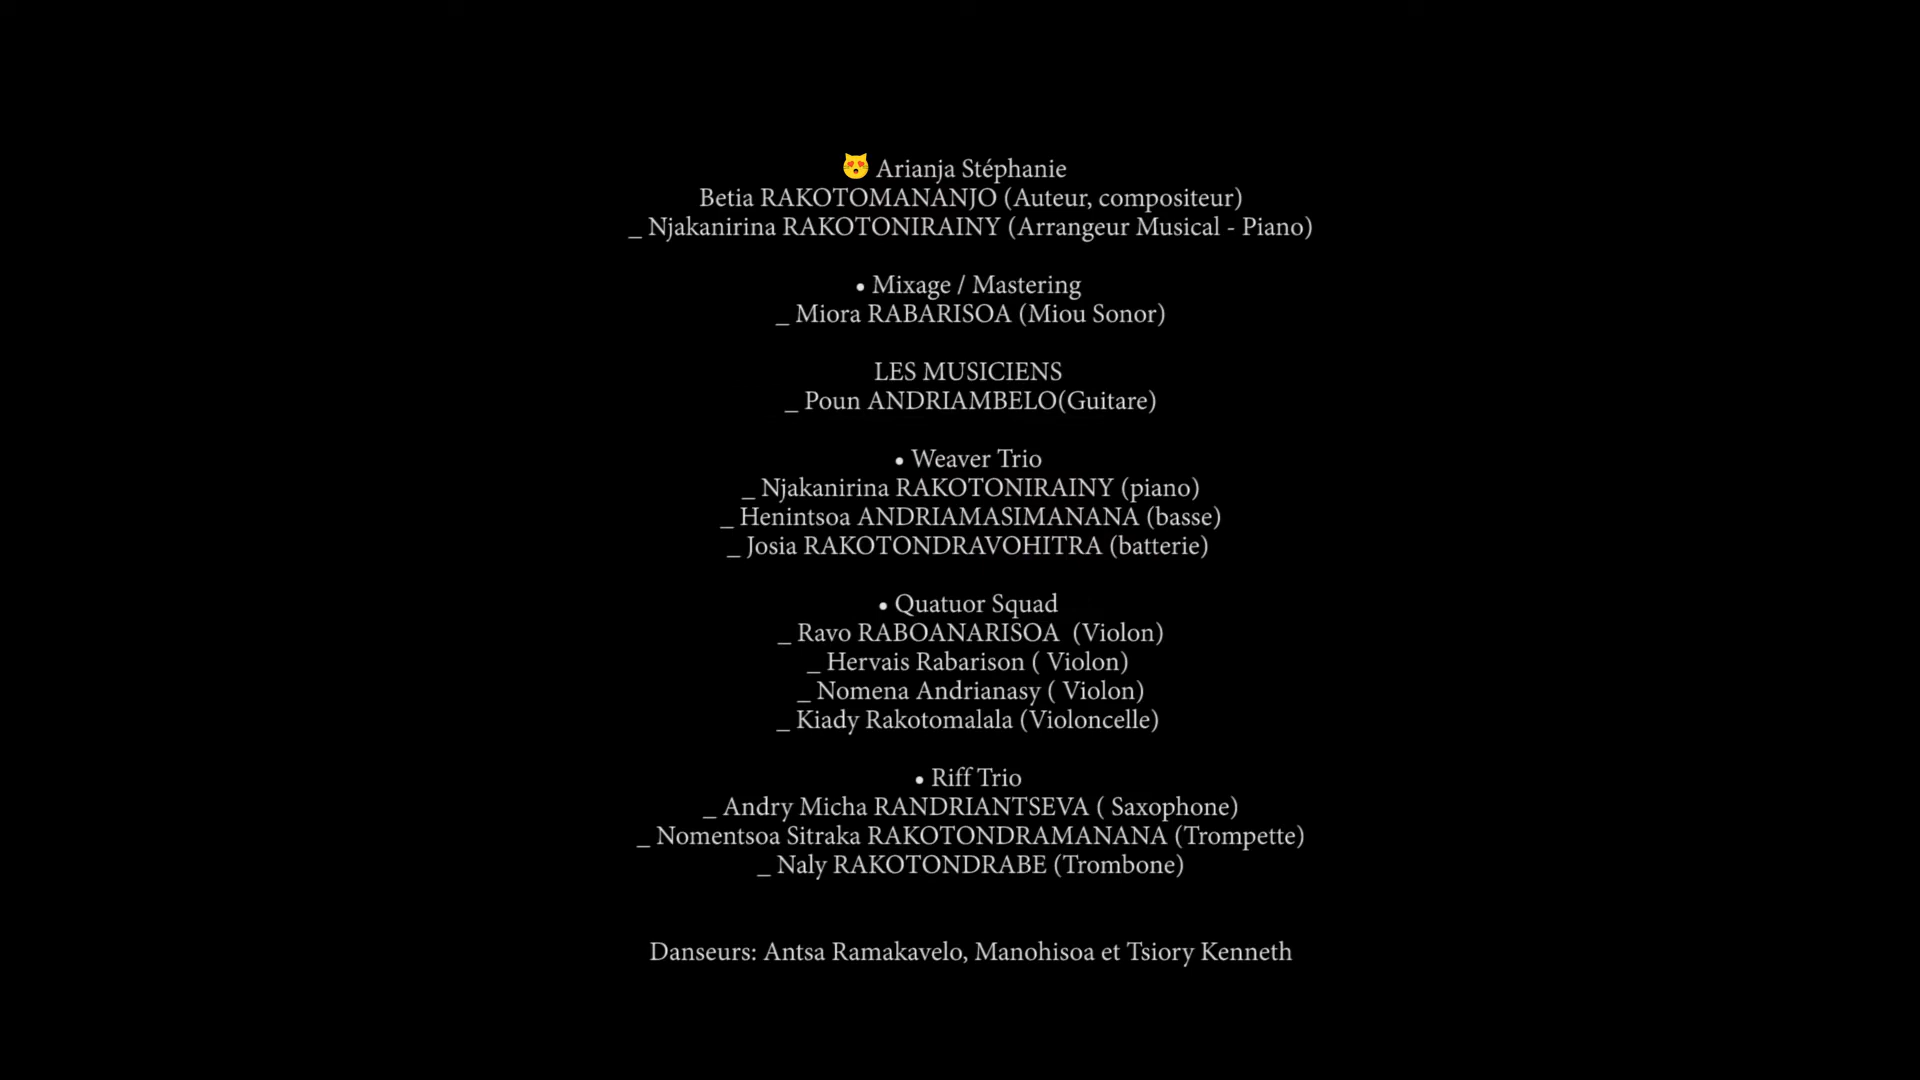 😻 Arianja Stéphanie
Betia RAKOTOMANANJO (Auteur, compositeur)
_ Njakanirina RAKOTONIRAINY (Arrangeur Musical - Piano)
• Mixage / Mastering
_ Miora RABARISOA (Miou Sonor)
LES MUSICIENS
_ Poun ANDRIAMBELO(Guitare)
• Weaver Trio
_ Njakanirina RAKOTONIRAINY (piano)
_ Henintsoa ANDRIAMASIMANANA (basse)
_ Josia RAKOTONDRAVOHITRA (batterie)
• Quatuor Squad
_ Ravo RABOANARISOA  (Violon)
_ Hervais Rabarison ( Violon)
_ Nomena Andrianasy ( Violon)
_ Kiady Rakotomalala (Violoncelle)
• Riff Trio
_ Andry Micha RANDRIANTSEVA ( Saxophone)
_ Nomentsoa Sitraka RAKOTONDRAMANANA (Trompette)
_ Naly RAKOTONDRABE (Trombone)
Danseurs: Antsa Ramakavelo, Manohisoa et Tsiory Kenneth